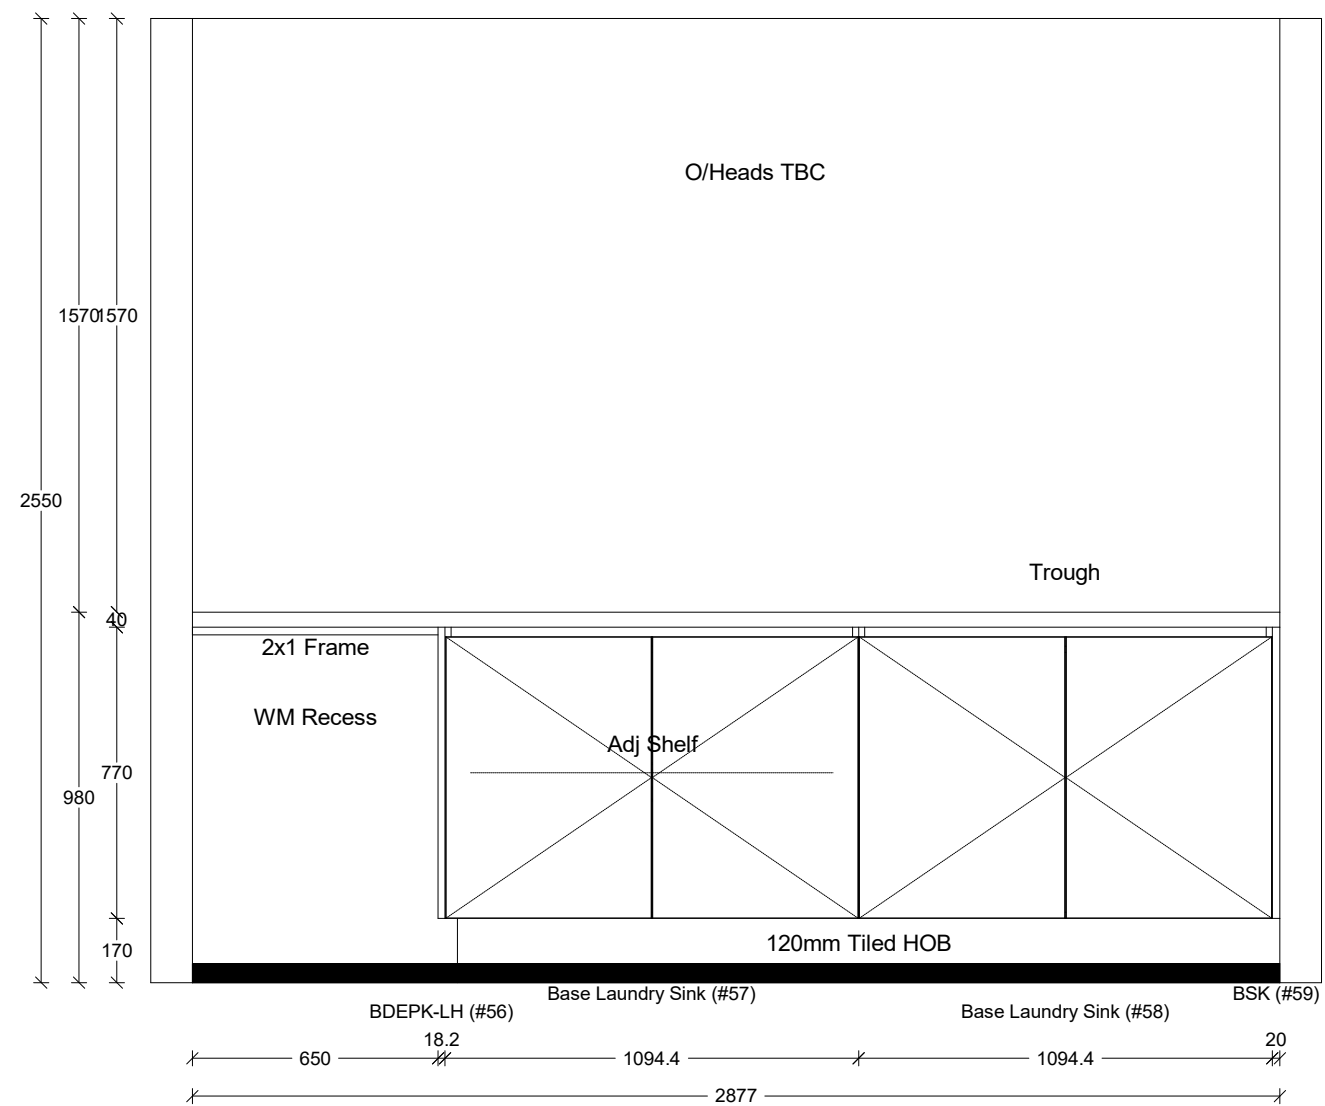 O/Heads TBC
1570
1570
2550
Trough
40
2x1 Frame
WM Recess
Adj Shelf
770
980
120mm Tiled HOB
170
Base Laundry Sink (#57)
BSK (#59)
BDEPK-LH (#56)
Base Laundry Sink (#58)
18.2
20
650
1094.4
1094.4
2877